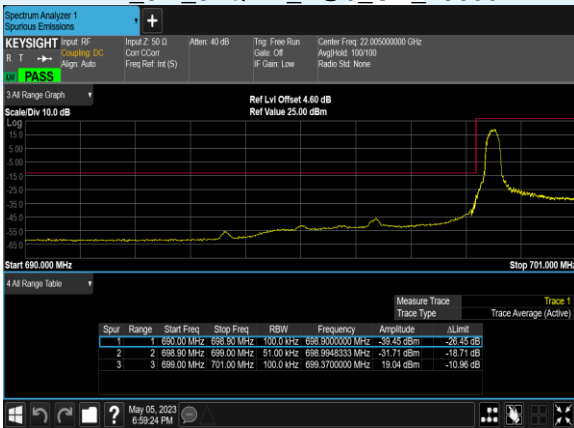 Spectrum Analyzer 1
Spurious Emissions
+
KEYSIGHT Input: RF Input Z: 50 Ω Atten: 40 dB Trig: Free Run Center Freq: 22.005000000 GHz
R T Coupling: DC Corr CCorr Gate: Off Avg|Hold: 100/100
Align: Auto Freq Ref: Int (S) IF Gain: Low Radio Std: None
PASS
3 All Range Graph Ref Lvl Offset 4.60 dB
Scale/Div 10.0 dB Ref Value 25.00 dBm
Log
15.0
5.00
-5.00
-15.0
-25.0
-35.0
-45.0
-55.0
-65.0
Start 690.000 MHz Stop 701.000 MHz
4 All Range Table
Measure Trace Trace 1
Trace Type Trace Average (Active)
Spur Range Start Freq Stop Freq RBW Frequency Amplitude ΔLimit
1 1 690.00 MHz 698.90 MHz 100.0 kHz 698.9000000 MHz -39.45 dBm -26.45 dB
2 2 698.90 MHz 699.00 MHz 51.00 kHz 698.9948333 MHz -31.71 dBm -18.71 dB
3 3 699.00 MHz 701.00 MHz 100.0 kHz 699.3700000 MHz 19.04 dBm -10.96 dB
? May 05, 2023
6:59:24 PM